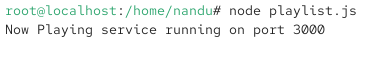 root@localhost:/home/nandu# node playlist.js
Now Playing service running on port 3000